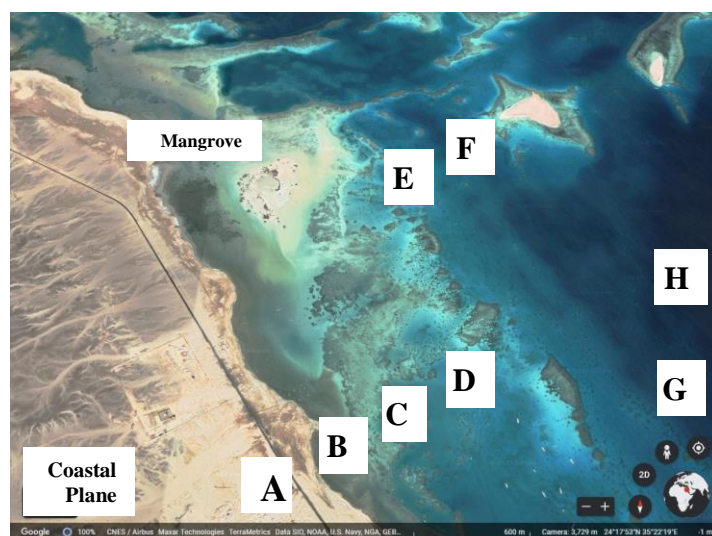 Mangrove
F
E
H
D
G
C
B
Coastal
Plane
A
2D
Google 100% CNES / Airbus Maxar Technologies TerraMetrics Data SIO, NOAA, U.S. Navy, NGA, GEB... 600 m Camera: 3,729 m 24°17'53"N 35°22'19"E -1 m